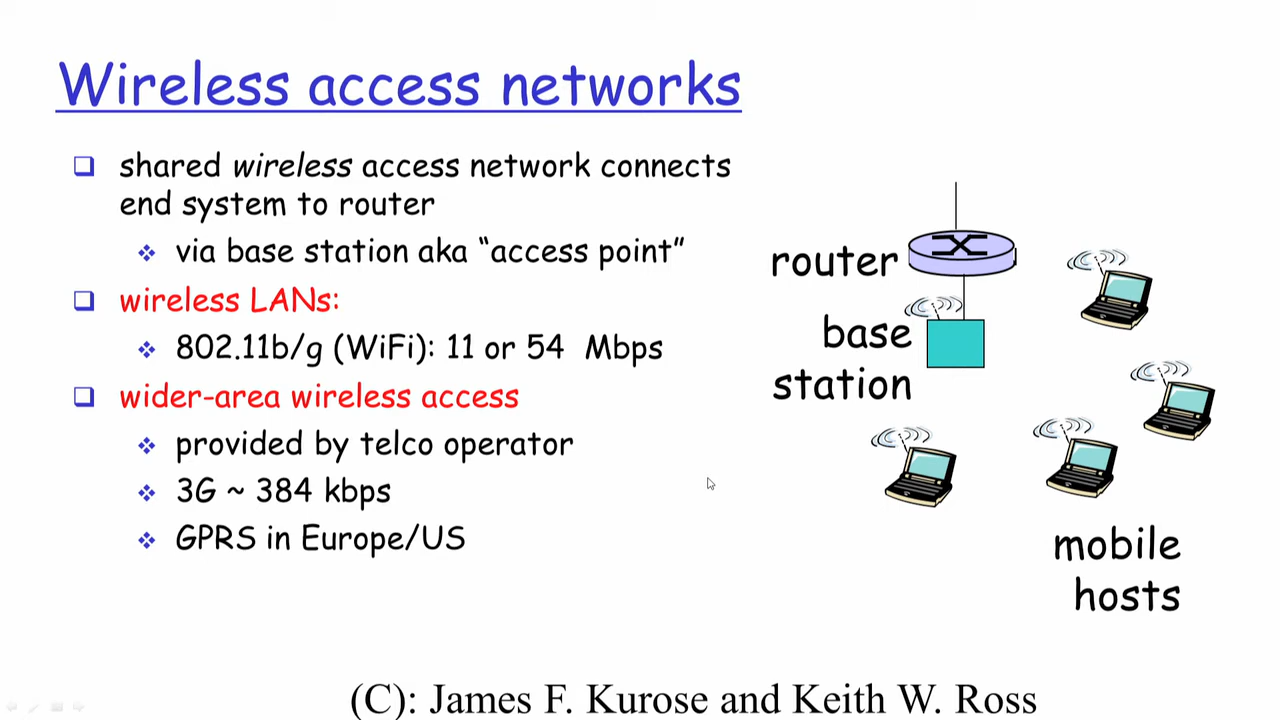 Wireless access networks
shared wireless access network connects
end system to router
via base station aka “access point”
wireless LANs:
802.11b/g (WiFi): 11 or 54 Mbps
wider-area wireless access
provided by telco operator
3G ~ 384 kbps
GPRS in Europe/US
router
base
station
mobile
hosts
(C): James F. Kurose and Keith W. Ross